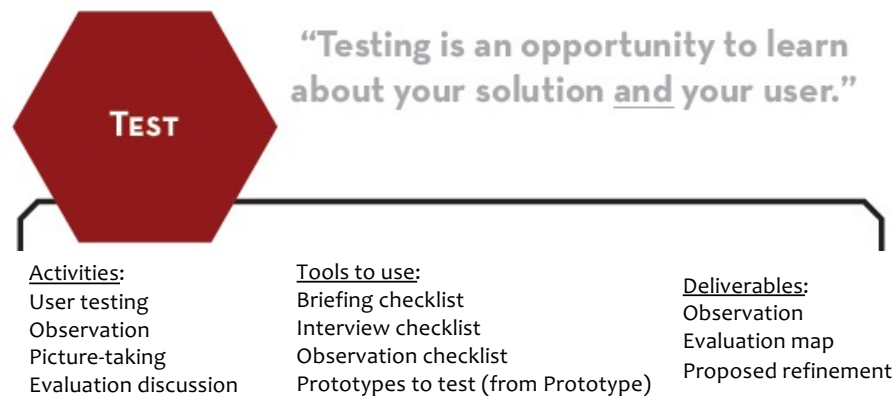 TEST
“Testing is an opportunity to learn
about your solution and your user.”
Activities:
User testing
Observation
Picture-taking
Evaluation discussion
Tools to use:
Briefing checklist
Interview checklist
Observation checklist
Prototypes to test (from Prototype)
Deliverables:
Observation
Evaluation map
Proposed refinement